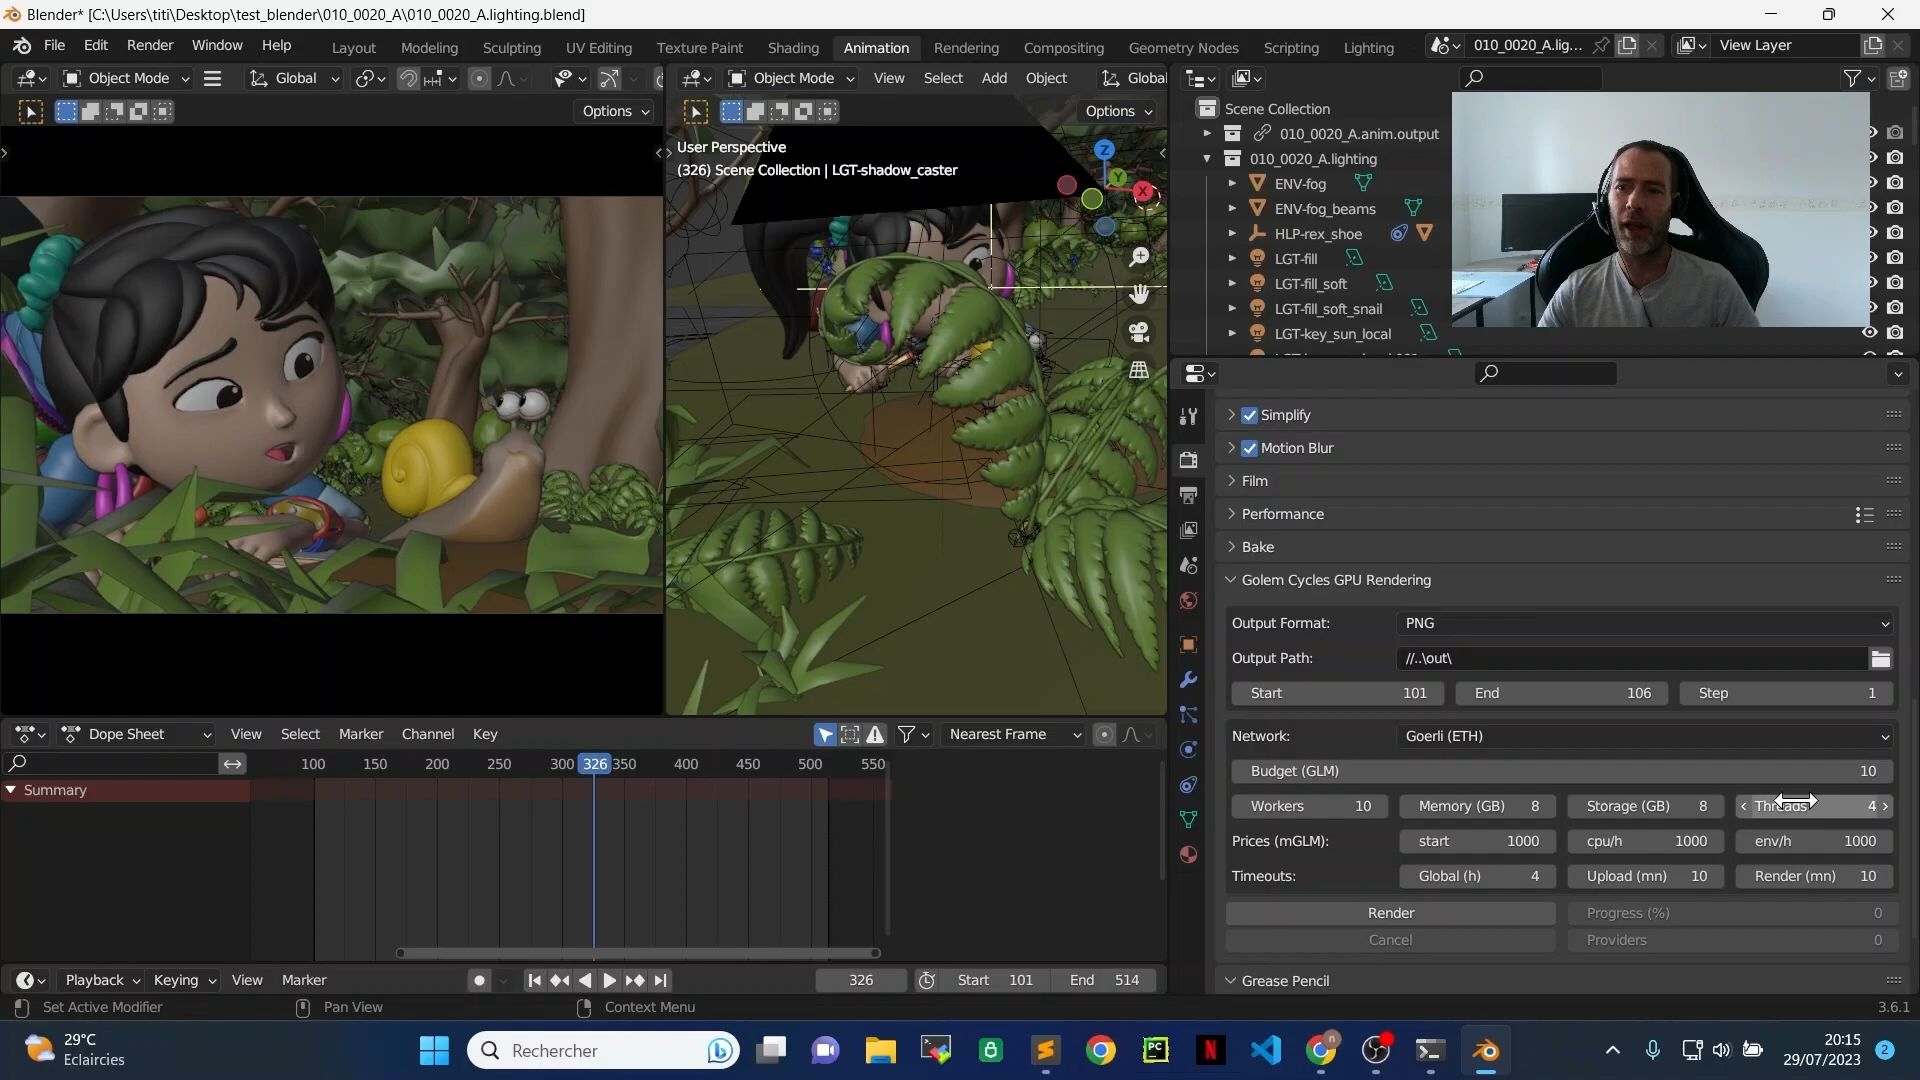 Blender* [C:\Users\titi\Desktop\test_blender\010_0020_A\010_0020_A.lighting.blend]
File Edit Render Window Help Layout Modeling Sculpting UV Editing Texture Paint Shading Animation Rendering Compositing Geometry Nodes Scripting Lighting 010_0020_A.lig... View Layer
Object Mode Global Object Mode View Select Add Object Global
Options Options
Scene Collection
010_0020_A.anim.output
010_0020_A.lighting
ENV-fog
ENV-fog_beams
HLP-rex_shoe
LGT-fill
LGT-fill_soft
LGT-fill_soft_snail
LGT-key_sun_local
User Perspective
(326) Scene Collection | LGT-shadow_caster
Z
Y
X
Simplify
Motion Blur
Film
Performance
Bake
Golem Cycles GPU Rendering
Output Format: PNG
Output Path: //..\out\
Start 101 End 106 Step 1
Network: Goerli (ETH)
Budget (GLM) 10
Workers 10 Memory (GB) 8 Storage (GB) 8 Threads 4
Prices (mGLM): start 1000 cpu/h 1000 env/h 1000
Timeouts: Global (h) 4 Upload (mn) 10 Render (mn) 10
Render Progress (%) 0
Cancel Providers 0
Grease Pencil
Dope Sheet View Select Marker Channel Key Nearest Frame
100 150 200 250 300 326 350 400 450 500 550
Summary
Playback Keying View Marker 326 Start 101 End 514
Set Active Modifier Pan View Context Menu 3.6.1
29°C
Eclaircies
Rechercher
PC
n
20:15
29/07/2023
2